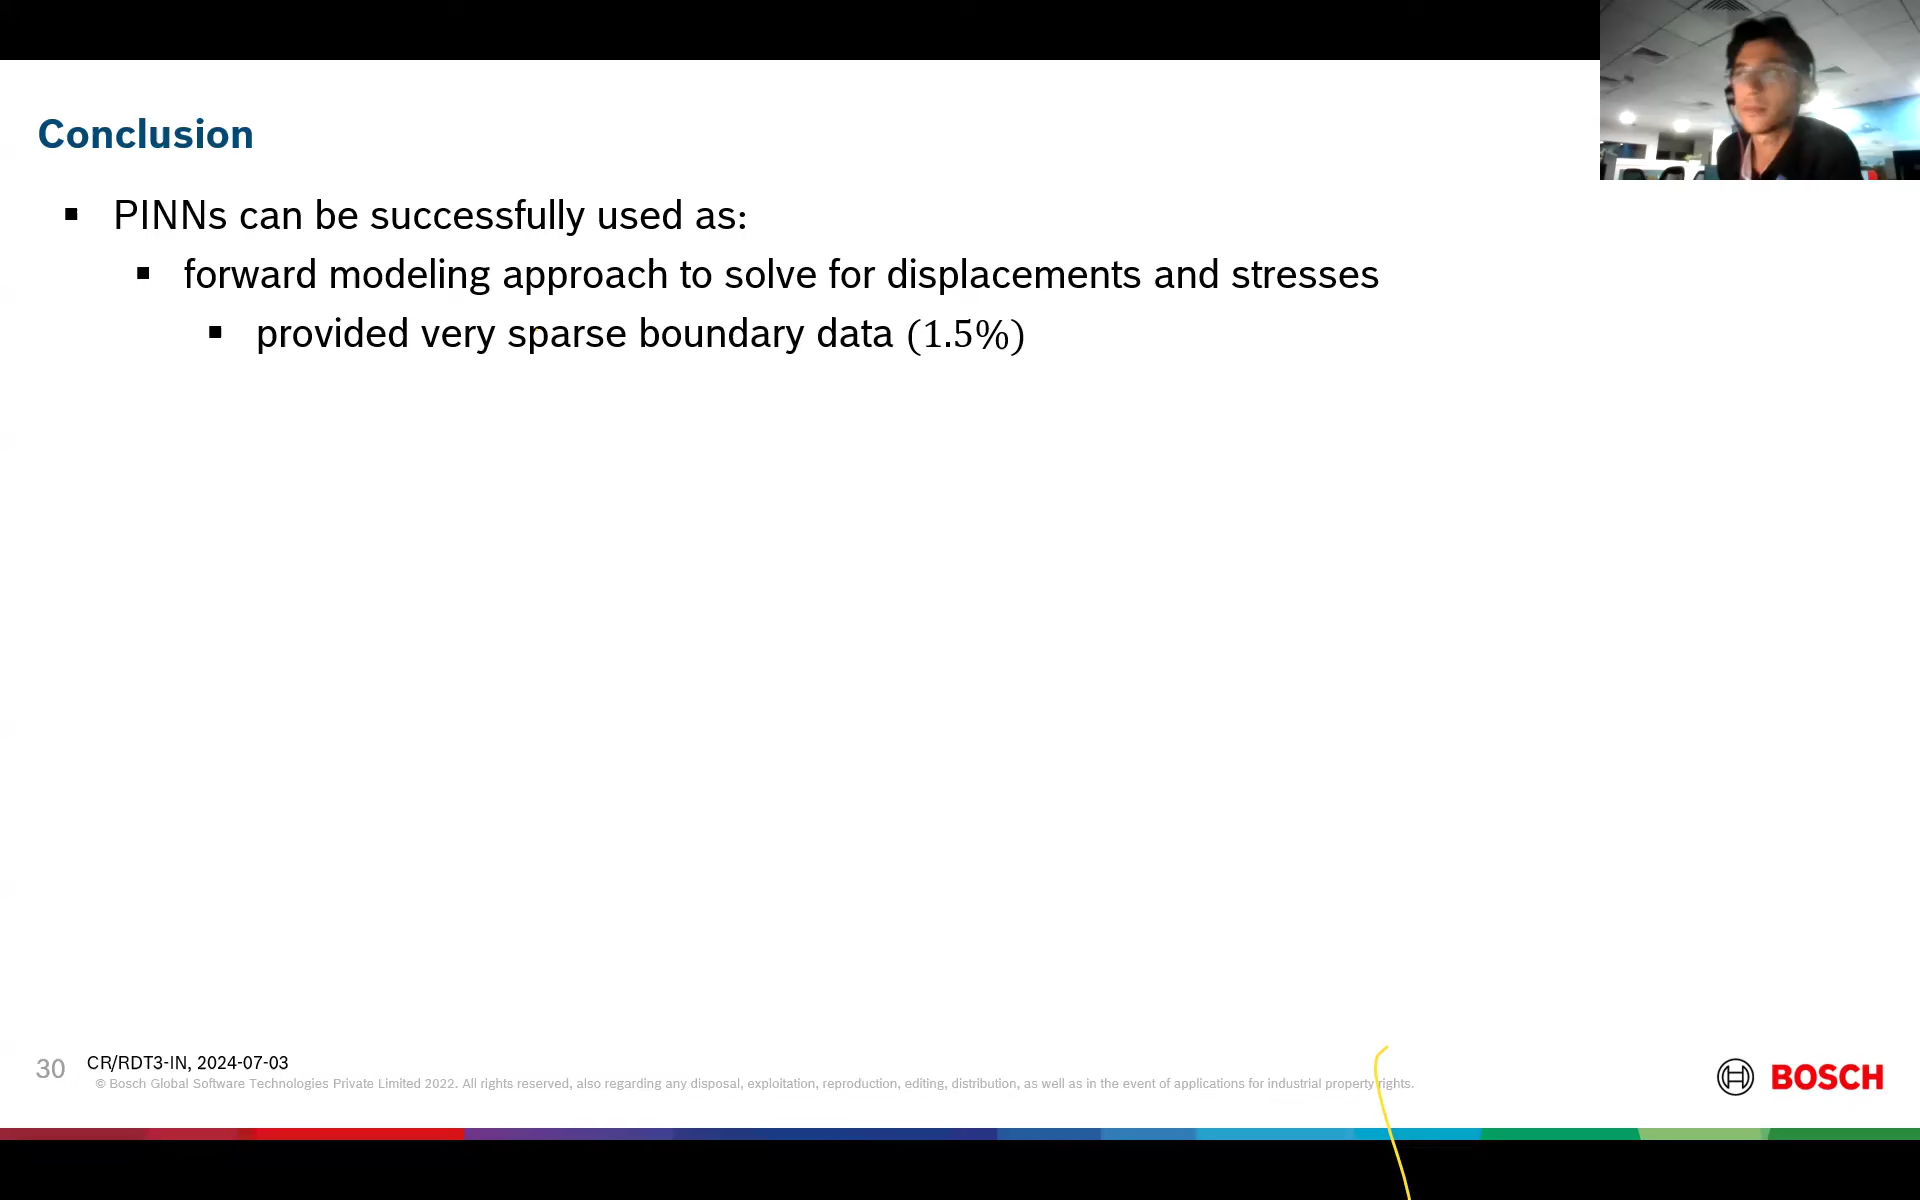 Conclusion
▪ PINNs can be successfully used as:
▪ forward modeling approach to solve for displacements and stresses
▪ provided very sparse boundary data (1.5%)
30
CR/RDT3-IN, 2024-07-03
© Bosch Global Software Technologies Private Limited 2022. All rights reserved, also regarding any disposal, exploitation, reproduction, editing, distribution, as well as in the event of applications for industrial property rights.
BOSCH